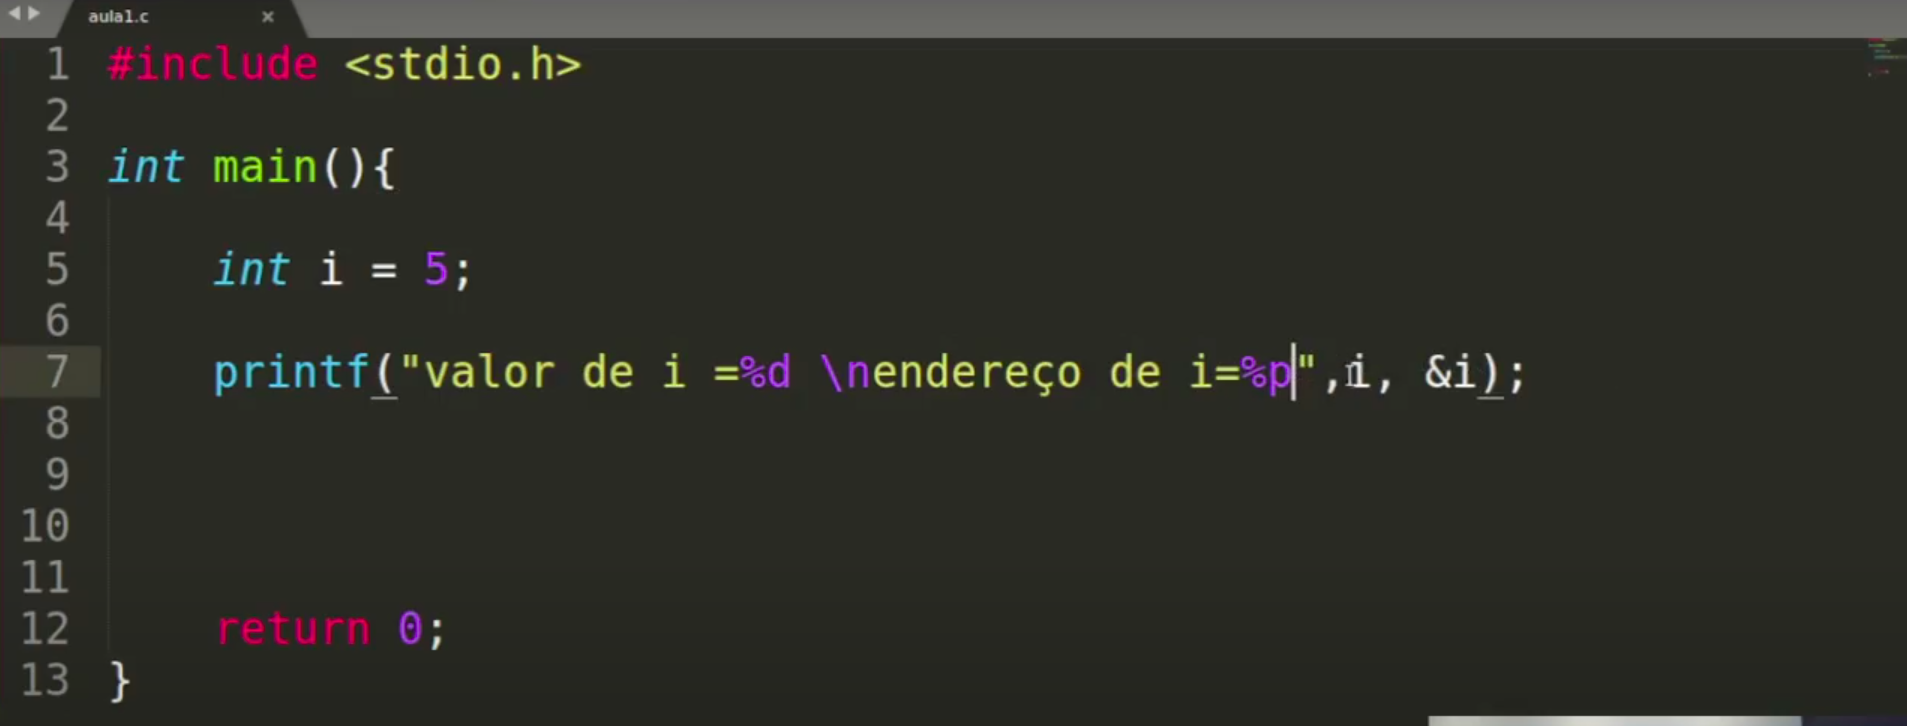 aula1.c ×
1 #include <stdio.h>
2
3 int main(){
4
5 int i = 5;
6
7 printf("valor de i =%d \nendereço de i=%p",i, &i);
8
9
10
11
12 return 0;
13 }